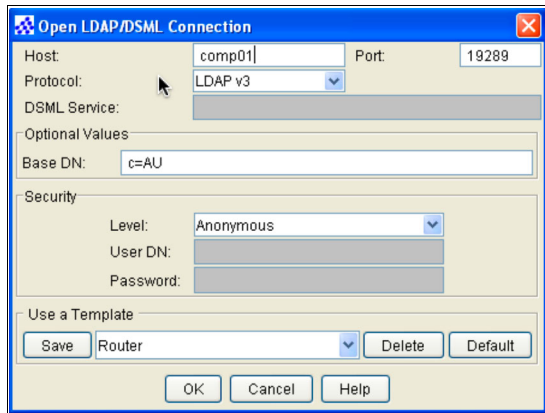 Open LDAP/DSML Connection
Host: comp01 Port: 19289
Protocol: LDAP v3
DSML Service:
Optional Values
Base DN: c=AU
Security
Level: Anonymous
User DN:
Password:
Use a Template
Save Router Delete Default
OK Cancel Help